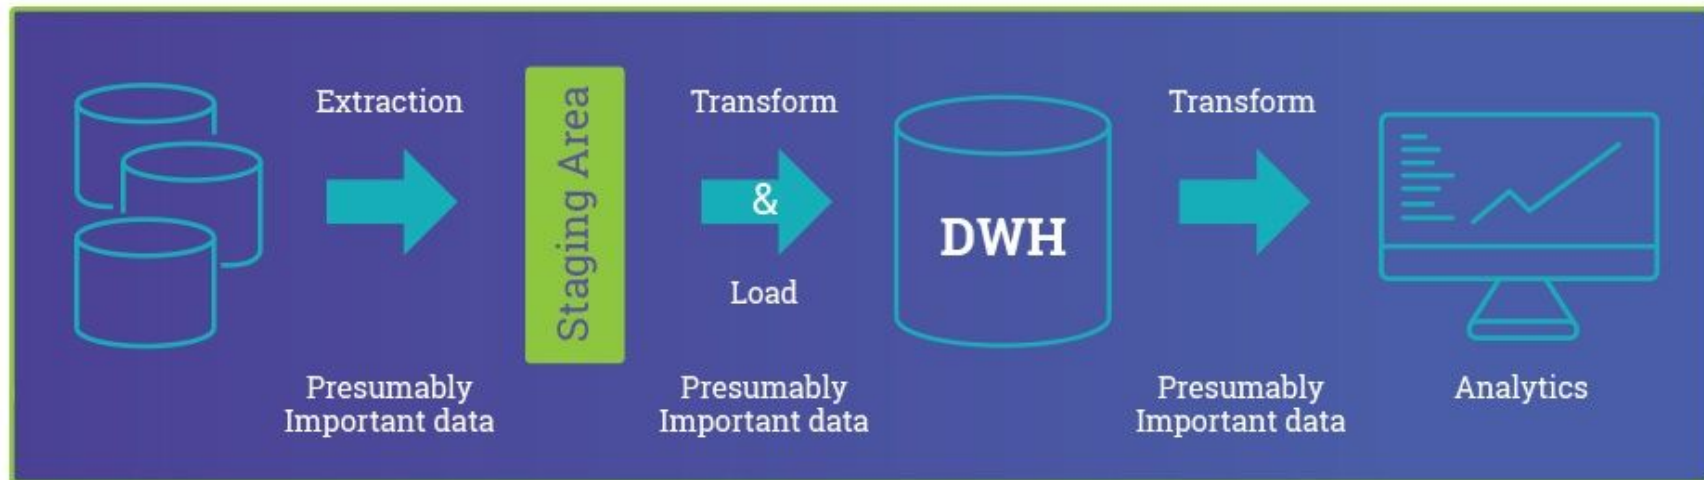 Extraction
Staging Area
Transform
&
Load
DWH
Transform
Presumably
Important data
Presumably
Important data
Presumably
Important data
Analytics